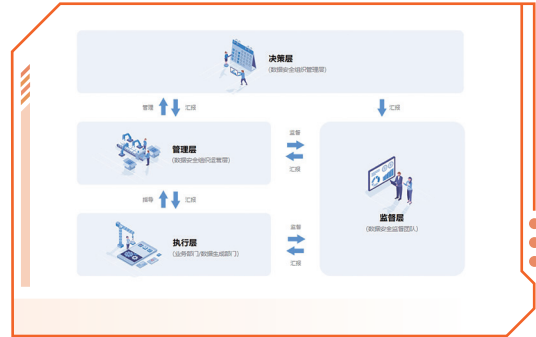 决策层
(数据安全组织管理层)
管理
汇报
汇报
管理层
(数据安全组织运营层)
监督
汇报
指导
汇报
执行层
(业务部门/数据生成部门)
监督
汇报
监督层
(数据安全监督团队)